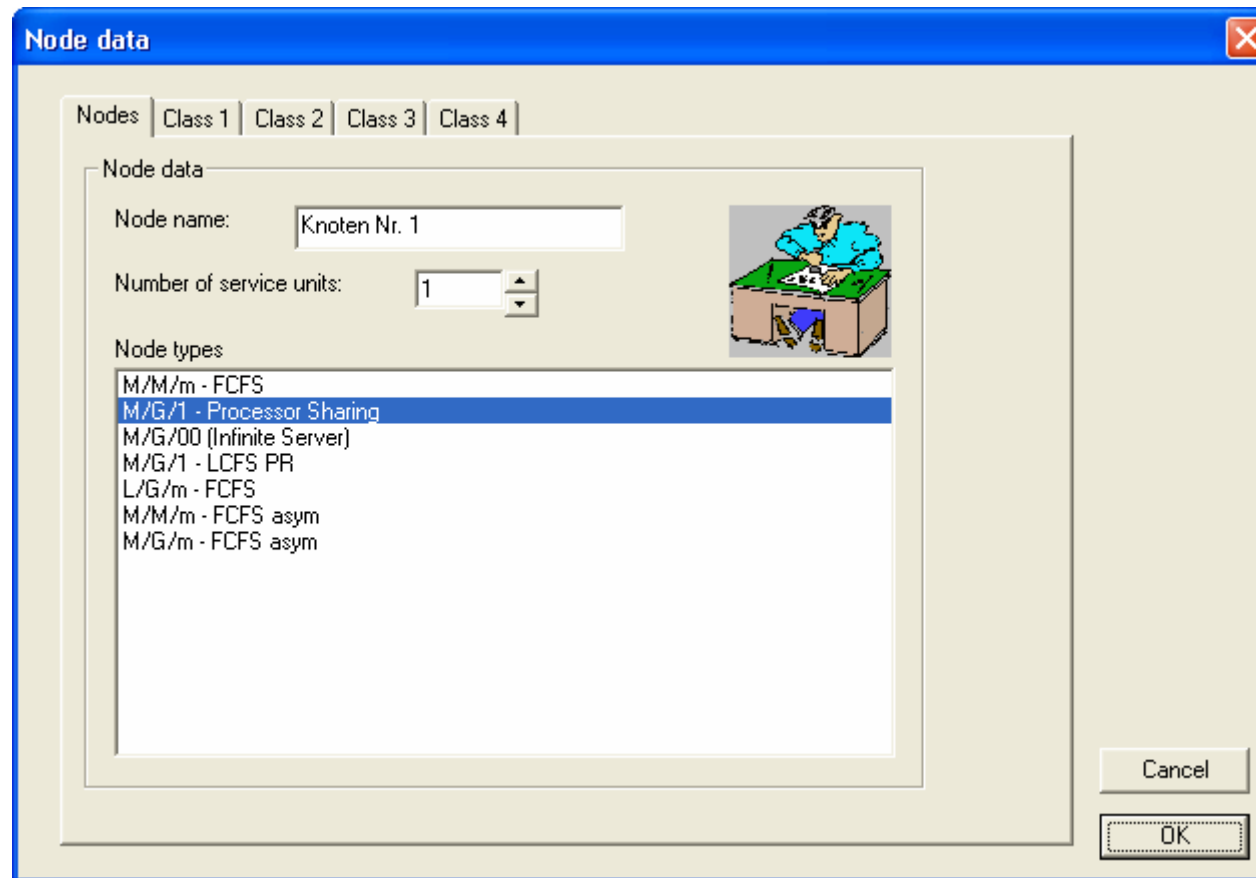 Node data
Nodes Class 1 Class 2 Class 3 Class 4
Node data
Node name: Knoten Nr. 1
Number of service units: 1
Node types
M/M/m - FCFS
M/G/1 - Processor Sharing
M/G/00 (Infinite Server)
M/G/1 - LCFS PR
L/G/m - FCFS
M/M/m - FCFS asym
M/G/m - FCFS asym
Cancel
OK